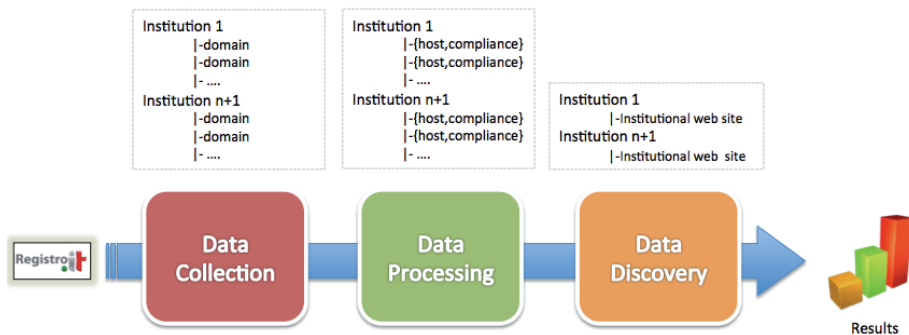 Institution 1
|-domain
|-domain
|- ....
Institution n+1
|-domain
|-domain
|- ....
Institution 1
|-{host,compliance}
|-{host,compliance}
|- ....
Institution n+1
|-{host,compliance}
|-{host,compliance}
|- ....
Institution 1
|-Institutional web site
Institution n+1
|-Institutional web site
Registro.it
Data
Collection
Data
Processing
Data
Discovery
Results